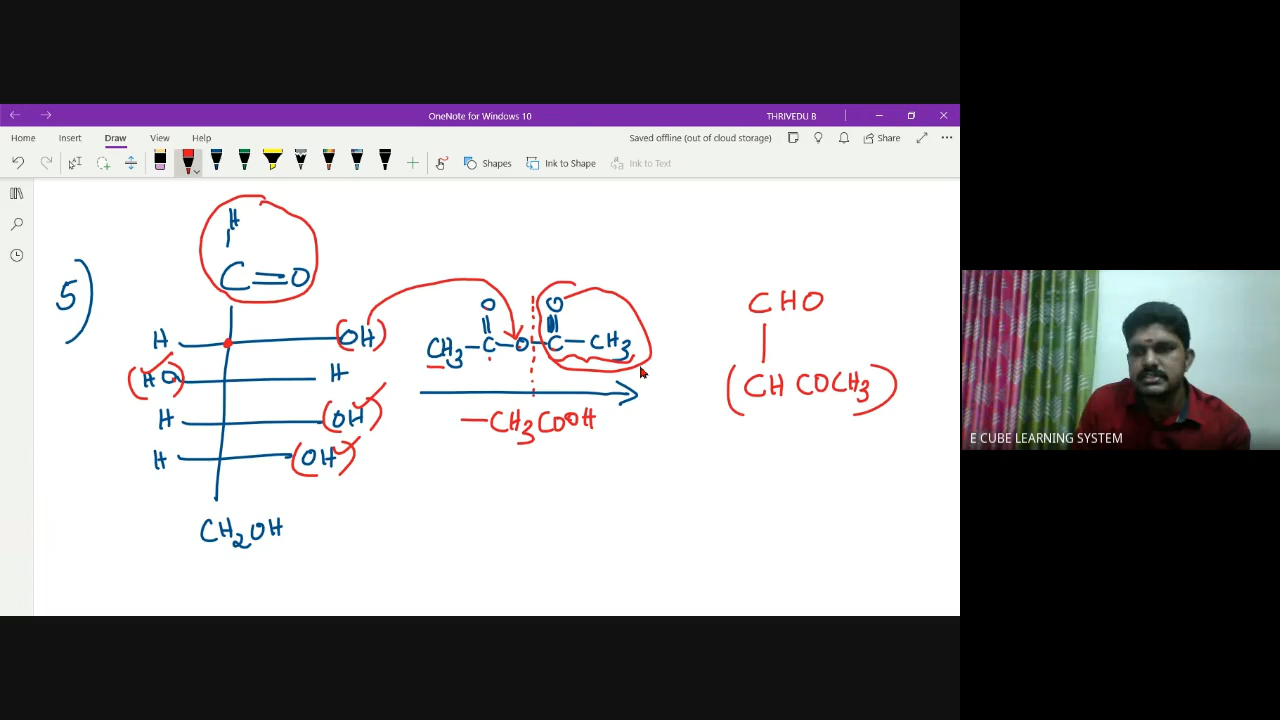 OneNote for Windows 10
THRIVEDU B
Home Insert Draw View Help
Saved offline (out of cloud storage)
Share
Shapes
Ink to Shape
Ink to Text
5)
H
C=O
H OH
HO H
H OH
H OH
CH2OH
O O
CH3-C-O-C-CH3
-CH3COOH
CHO
(CH COCH3)
E CUBE LEARNING SYSTEM